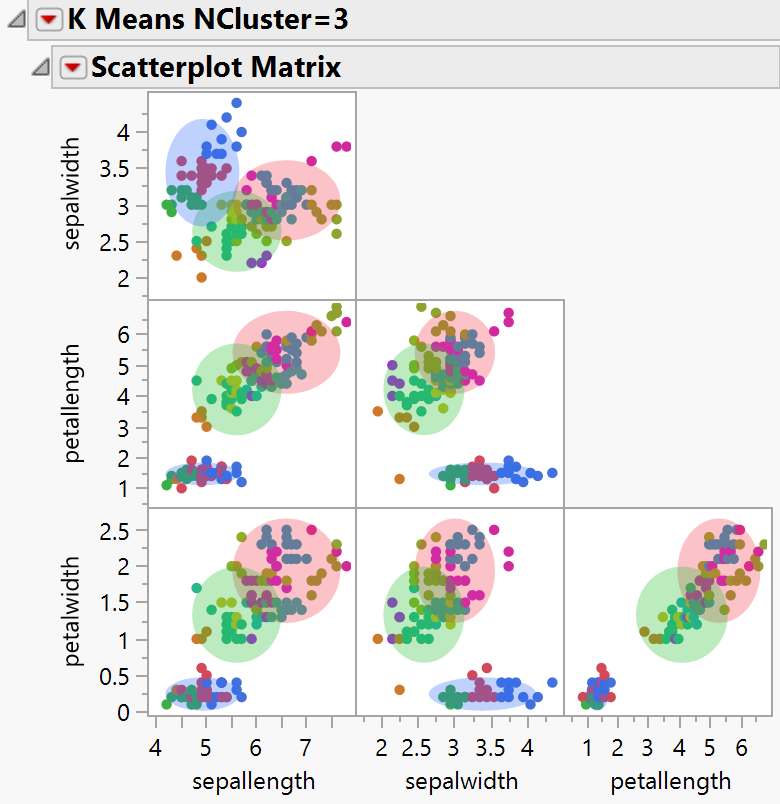 K Means NCluster=3
Scatterplot Matrix
sepalwidth
4
3.5
3
2.5
2
petallength
6
5
4
3
2
1
petalwidth
2.5
2
1.5
1
0.5
0
4 5 6 7
2 2.5 3 3.5 4
1 2 3 4 5 6
sepallength
sepalwidth
petallength